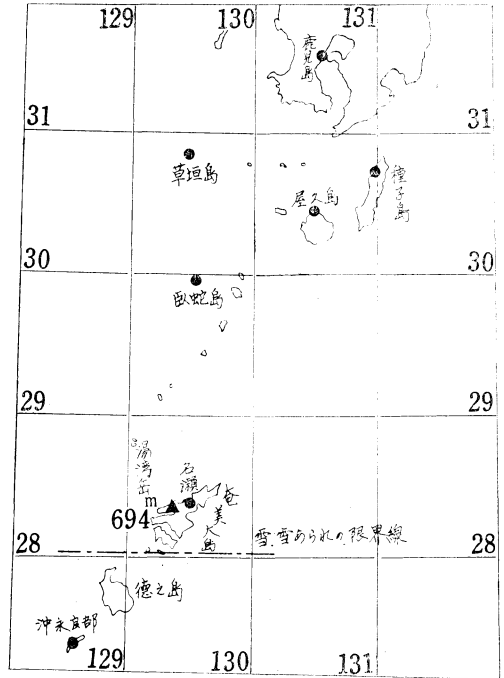 129 130 131
鹿児島
31 31
草垣島
屋久島
種子島
30 30
臥蛇島
29 29
湯湾岳
名瀬
奄美大島
m
694
雪、雪あられの限界線
28 28
徳之島
沖永良部
129 130 131